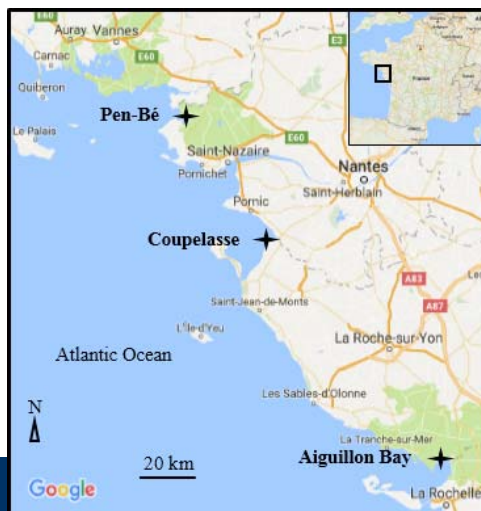 Auray
Vannes
E60
E3
Carnac
France
Quiberon
Pen-Bé
Le Palais
E60
Saint-Nazaire
Nantes
Pornichet
Saint-Herblain
Pornic
Coupelasse
A83
A87
Saint-Jean-de-Monts
L'Île-d'Yeu
La Roche-sur-Yon
Atlantic Ocean
Les Sables-d'Olonne
N
La Tranche-sur-Mer
20 km
Aiguillon Bay
Google
La Rochelle